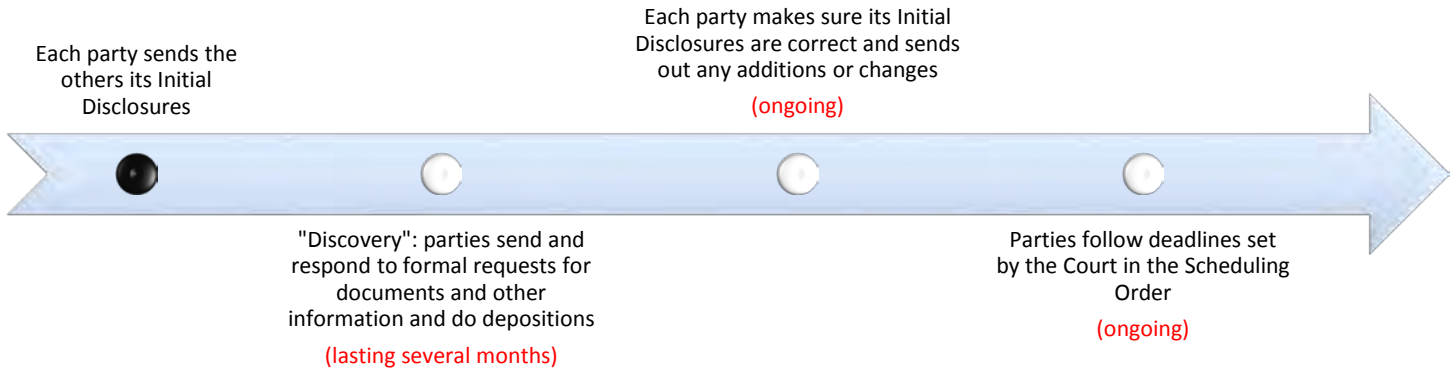 Each party sends the
others its Initial
Disclosures
"Discovery": parties send and
respond to formal requests for
documents and other
information and do depositions
(lasting several months)
Each party makes sure its Initial
Disclosures are correct and sends
out any additions or changes
(ongoing)
Parties follow deadlines set
by the Court in the Scheduling
Order
(ongoing)